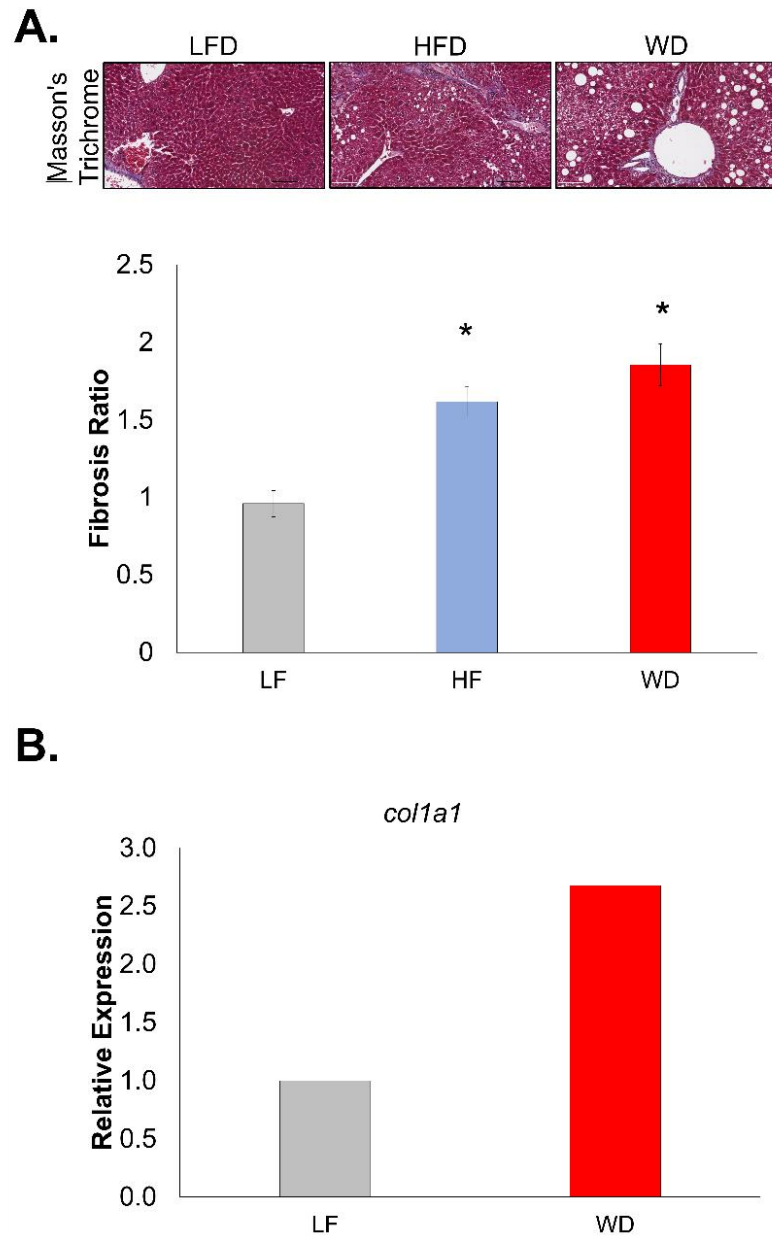 A.
LFD HFD WD
Masson's
Trichrome
2.5
2
1.5
1
0.5
0
Fibrosis Ratio
* *
LF HF WD
B.
col1a1
3.0
2.5
2.0
1.5
1.0
0.5
0.0
Relative Expression
LF WD